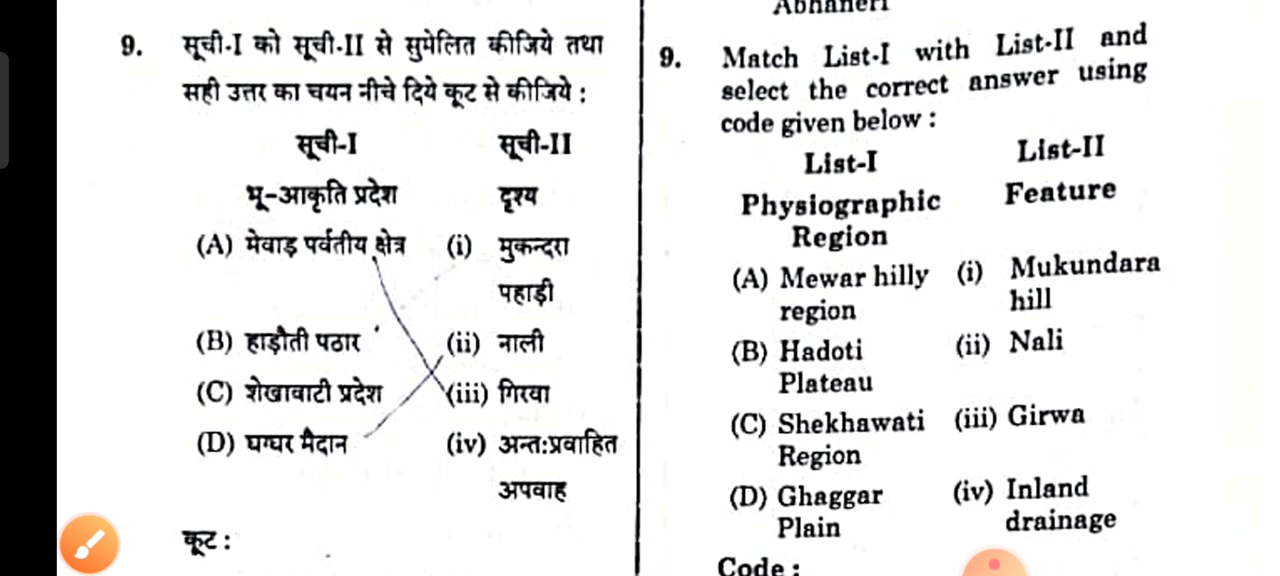 9. सूची-I को सूची-II से सुमेलित कीजिये तथा
सही उत्तर का चयन नीचे दिये कूट से कीजिये :
सूची-I सूची-II
भू-आकृति प्रदेश दृश्य
(A) मेवाड़ पर्वतीय क्षेत्र (i) मुकन्दरा
पहाड़ी
(B) हाड़ौती पठार (ii) नाली
(C) शेखावाटी प्रदेश (iii) गिरवा
(D) घग्घर मैदान (iv) अन्त:प्रवाहित
अपवाह
कूट :
Abhaneri
9. Match List-I with List-II and
select the correct answer using
code given below :
List-I List-II
Physiographic Feature
Region
(A) Mewar hilly (i) Mukundara
region hill
(B) Hadoti (ii) Nali
Plateau
(C) Shekhawati (iii) Girwa
Region
(D) Ghaggar (iv) Inland
Plain drainage
Code :